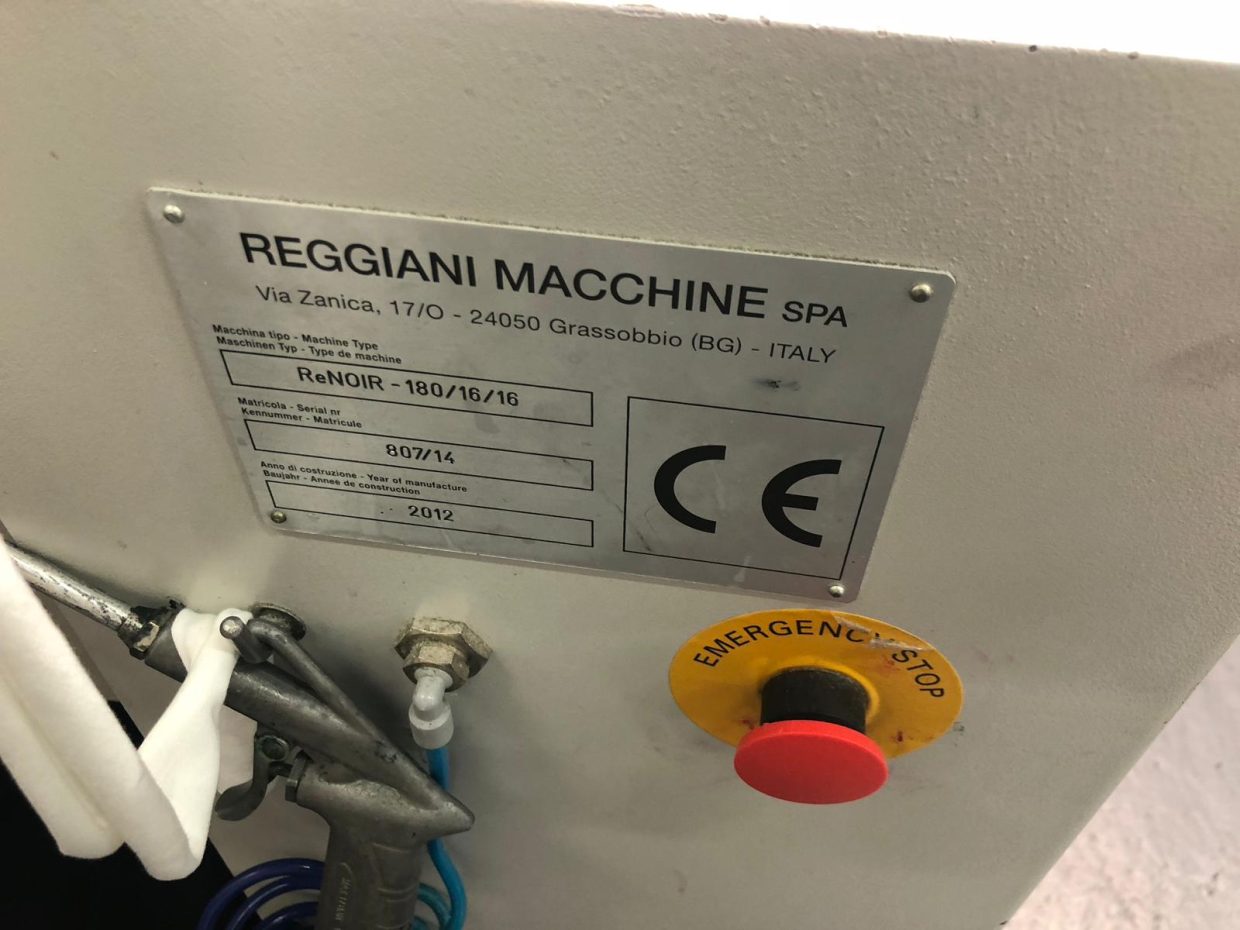 REGGIANI MACCHINE SPA
Via Zanica, 17/O - 24050 Grassobbio (BG) - ITALY
Macchina tipo - Machine Type
Maschinen Typ - Type de machine
ReNOIR - 180/16/16
Matricola - Serial nr
Kennummer - Matricule
807/14
Anno di costruzione - Year of manufacture
Baujahr - Annee de construction
2012
CE
EMERGENCY STOP